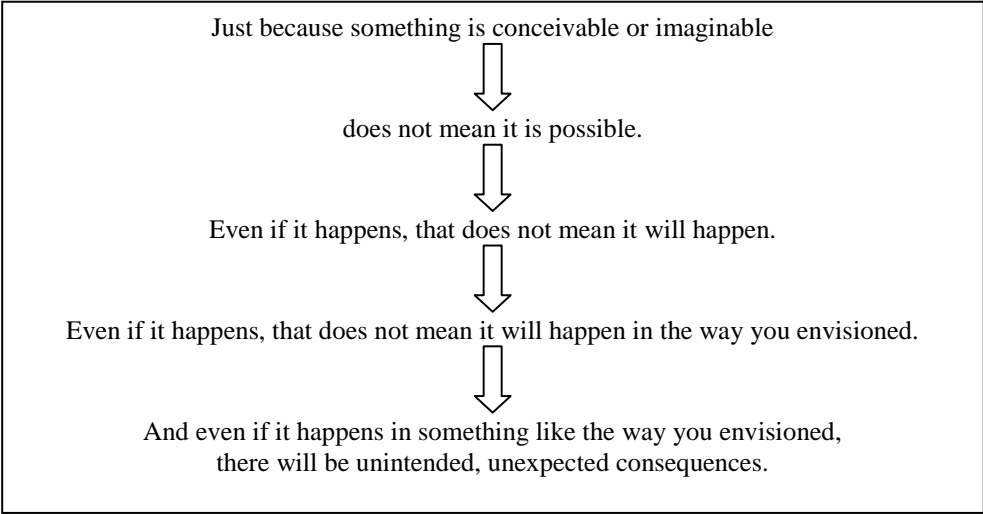 Just because something is conceivable or imaginable
does not mean it is possible.
Even if it happens, that does not mean it will happen.
Even if it happens, that does not mean it will happen in the way you envisioned.
And even if it happens in something like the way you envisioned,
there will be unintended, unexpected consequences.